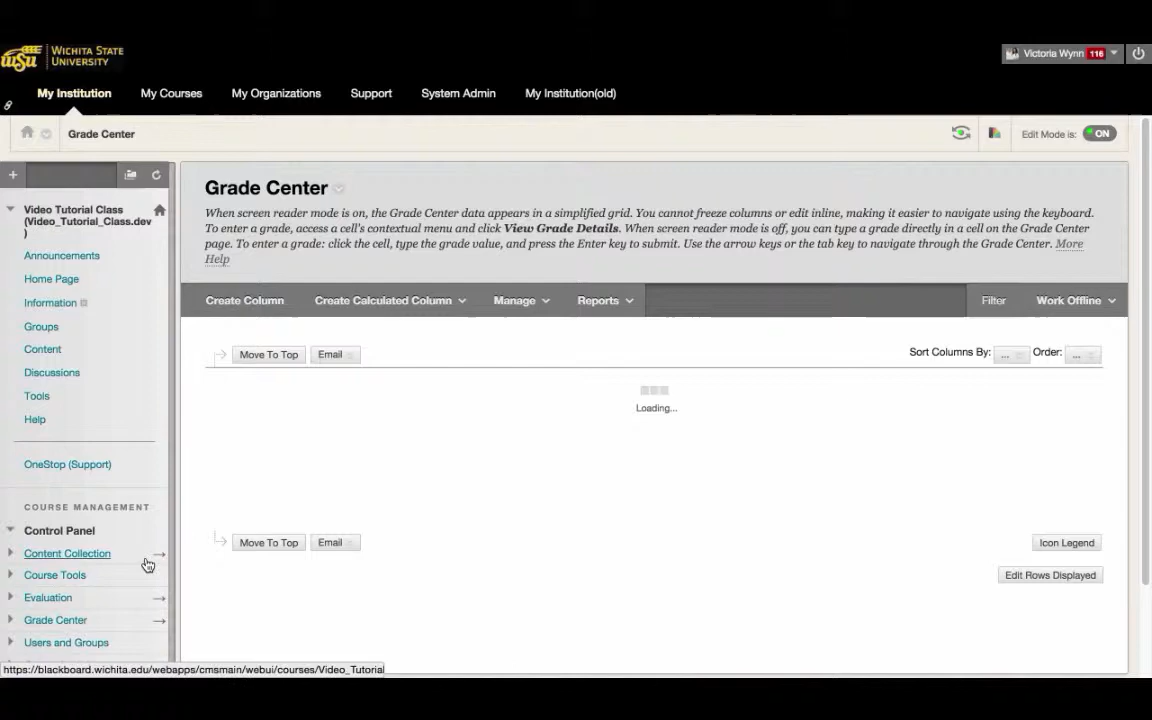 WICHITA STATE
UNIVERSITY
wsu
Victoria Wynn 116
My Institution My Courses My Organizations Support System Admin My Institution(old)
Grade Center
Edit Mode is: ON
Video Tutorial Class
(Video_Tutorial_Class.dev
)
Announcements
Home Page
Information
Groups
Content
Discussions
Tools
Help
OneStop (Support)
COURSE MANAGEMENT
Control Panel
Content Collection
Course Tools
Evaluation
Grade Center
Users and Groups
Grade Center
When screen reader mode is on, the Grade Center data appears in a simplified grid. You cannot freeze columns or edit inline, making it easier to navigate using the keyboard.
To enter a grade, access a cell's contextual menu and click View Grade Details. When screen reader mode is off, you can type a grade directly in a cell on the Grade Center
page. To enter a grade: click the cell, type the grade value, and press the Enter key to submit. Use the arrow keys or the tab key to navigate through the Grade Center. More
Help
Create Column Create Calculated Column Manage Reports Filter Work Offline
Move To Top Email Sort Columns By: ... Order: ...
Loading...
Move To Top Email Icon Legend
Edit Rows Displayed
https://blackboard.wichita.edu/webapps/cmsmain/webui/courses/Video_Tutorial